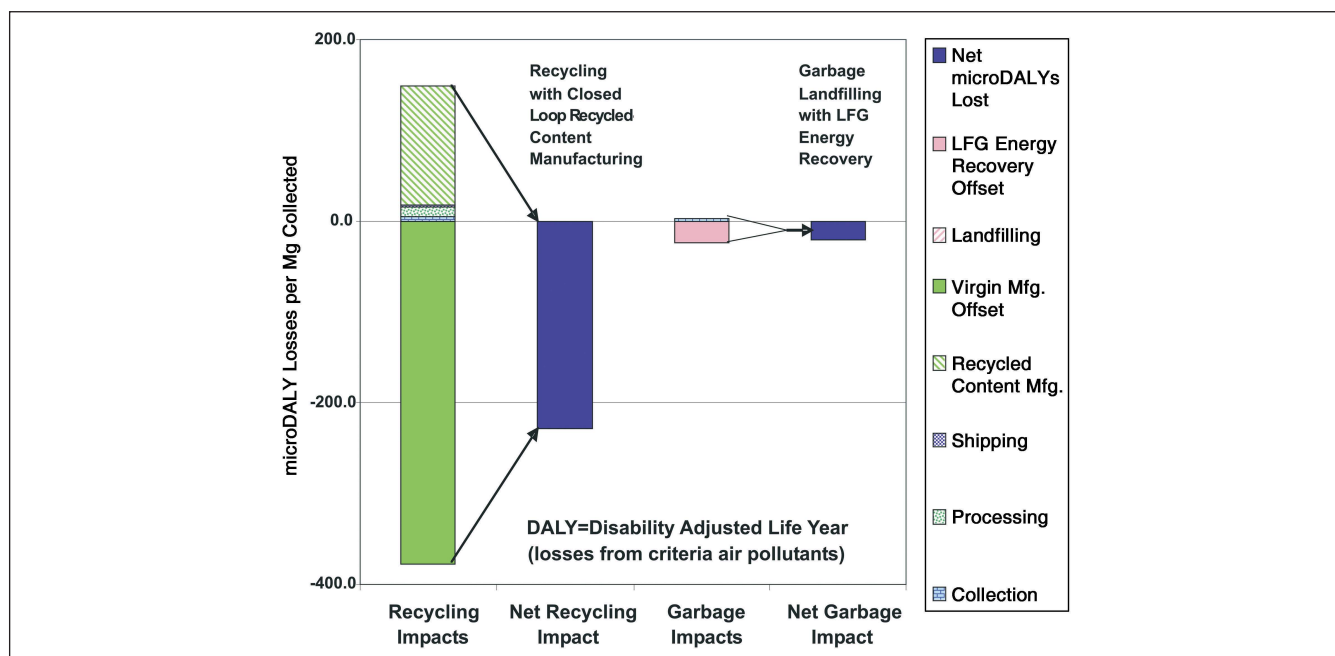 200.0
0.0
-200.0
-400.0
microDALY Losses per Mg Collected
Recycling
with Closed
Loop Recycled
Content
Manufacturing
Garbage
Landfilling
with LFG
Energy
Recovery
DALY=Disability Adjusted Life Year
(losses from criteria air pollutants)
Recycling
Impacts
Net Recycling
Impact
Garbage
Impacts
Net Garbage
Impact
Net
microDALYs
Lost
LFG Energy
Recovery
Offset
Landfilling
Virgin Mfg.
Offset
Recycled
Content Mfg.
Shipping
Processing
Collection